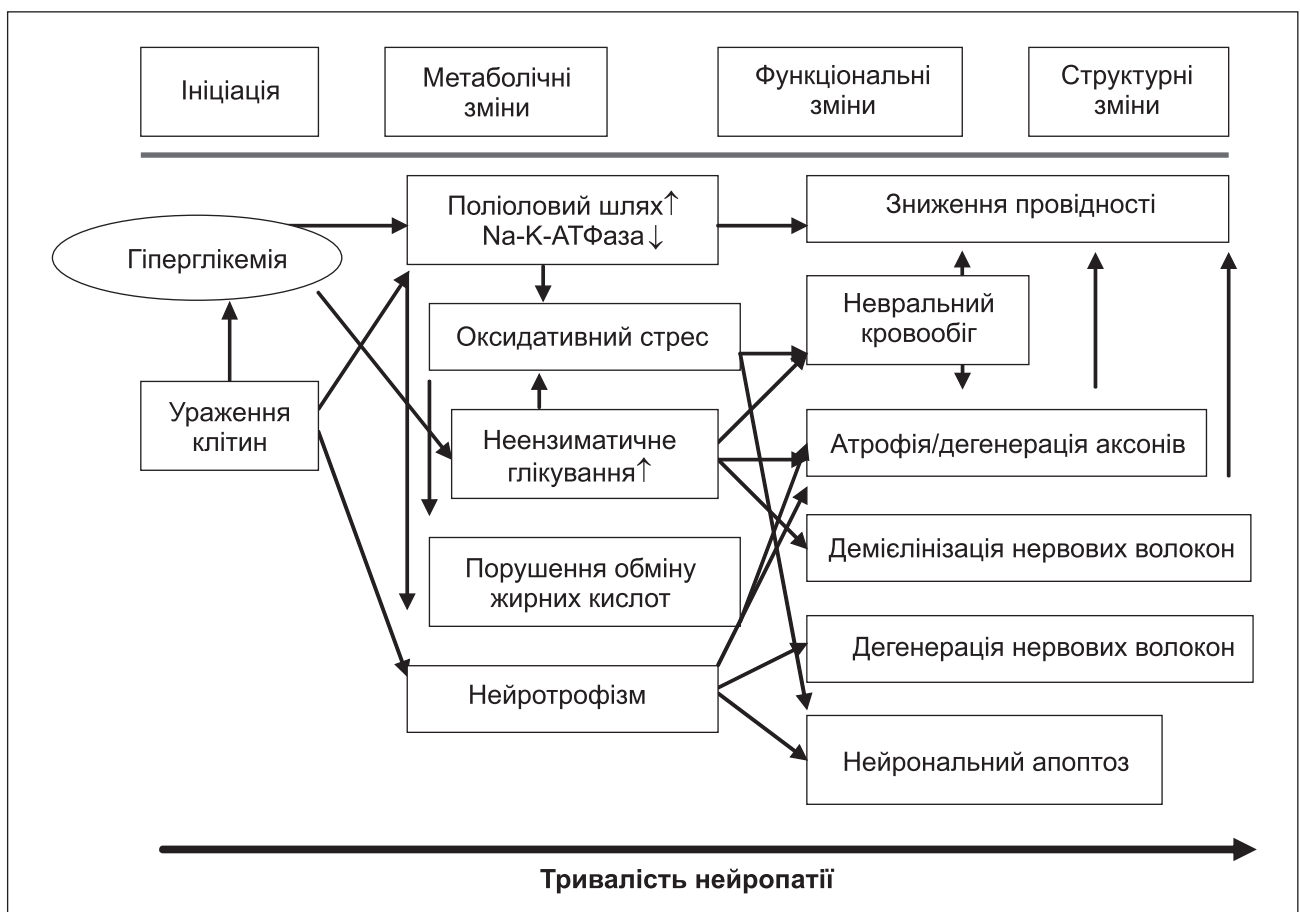 Ініціація
Метаболічні
зміни
Функціональні
зміни
Структурні
зміни
Поліоловий шлях↑
Na-K-АТФаза↓
Зниження провідності
Гіперглікемія
Невральний
кровообіг
Оксидативний стрес
Ураження
клітин
Неензиматичне
глікування↑
Атрофія/дегенерація аксонів
Демієлінізація нервових волокон
Порушення обміну
жирних кислот
Дегенерація нервових волокон
Нейротрофізм
Нейрональний апоптоз
Тривалість нейропатії